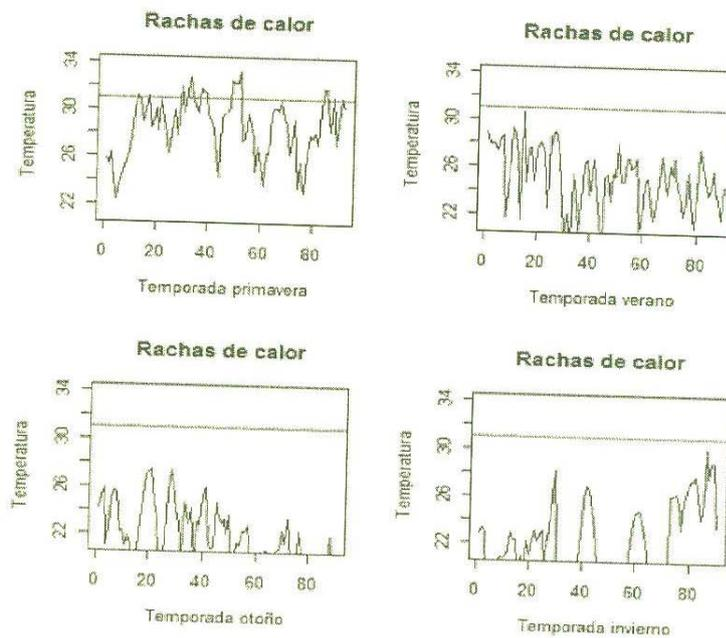 Rachas de calor
Temperatura
22 26 30 34
0 20 40 60 80
Temporada primavera
Rachas de calor
Temperatura
22 26 30 34
0 20 40 60 80
Temporada verano
Rachas de calor
Temperatura
22 26 30 34
0 20 40 60 80
Temporada otoño
Rachas de calor
Temperatura
22 26 30 34
0 20 40 60 80
Temporada invierno